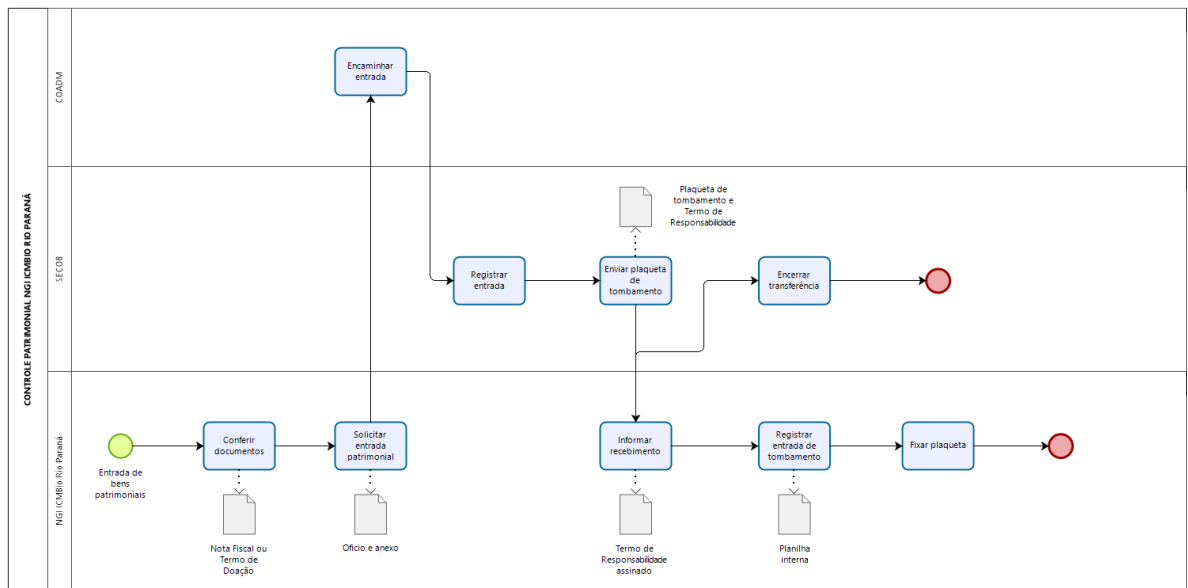 CONTROLE PATRIMONIAL NGI ICMBIO RIO PARANÁ
COADM
Encaminhar
entrada
SECOB
Plaqueta de
tombamento e
Termo de
Responsabilidade
Registrar
entrada
Enviar plaqueta
de
tombamento
Encerrar
transferência
NGI ICMBio Rio Paraná
Entrada de
bens
patrimoniais
Conferir
documentos
Solicitar
entrada
patrimonial
Informar
recebimento
Registrar
entrada de
tombamento
Fixar plaqueta
Nota Fiscal ou
Termo de
Doação
Ofício e anexo
Termo de
Responsabilidade
assinado
Planilha
interna